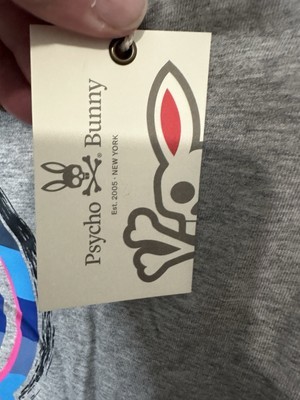 Psycho Bunny®
Est. 2005 · NEW YORK